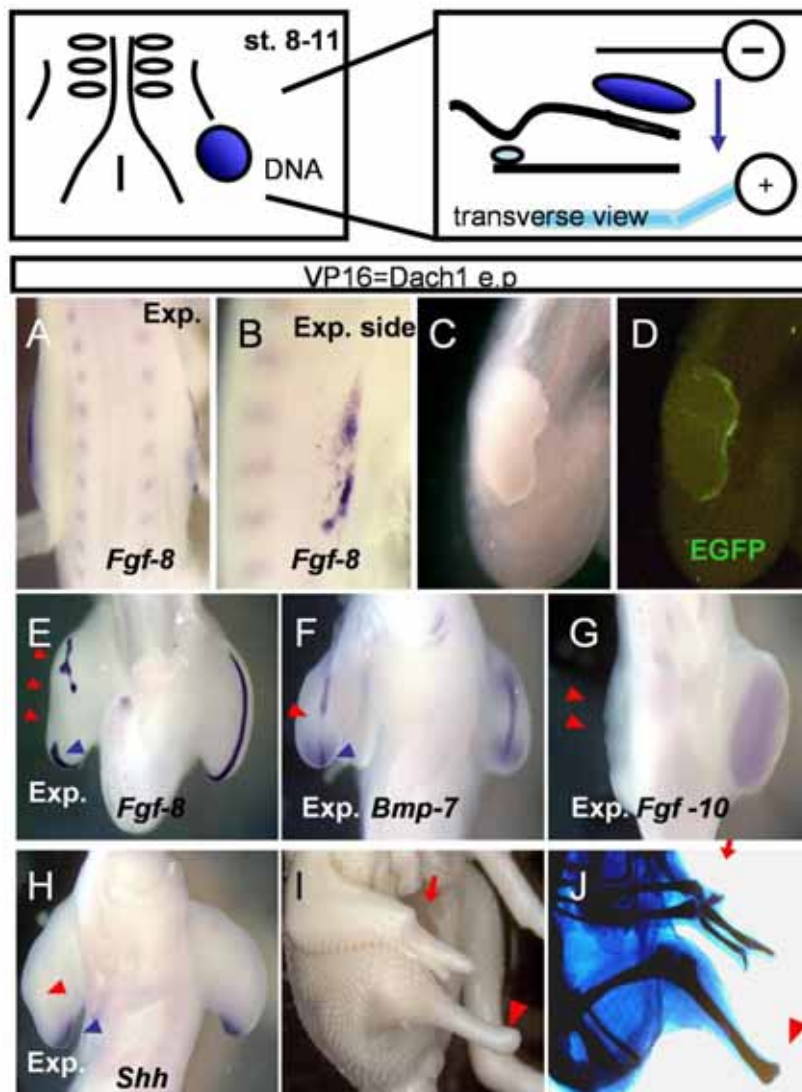 st. 8-11
DNA
−
+
transverse view
VP16=Dach1 e.p
A
Exp.
Fgf-8
B
Exp. side
Fgf-8
C
D
EGFP
E
Exp.
Fgf-8
F
Exp. Bmp-7
G
Exp. Fgf -10
H
Exp.
Shh
I
J